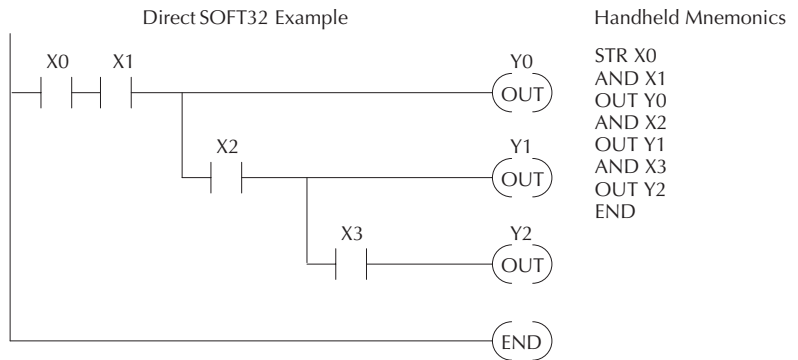 Direct SOFT32 Example
Handheld Mnemonics
X0 X1 Y0
OUT
X2 Y1
OUT
X3 Y2
OUT
END
STR X0
AND X1
OUT Y0
AND X2
OUT Y1
AND X3
OUT Y2
END